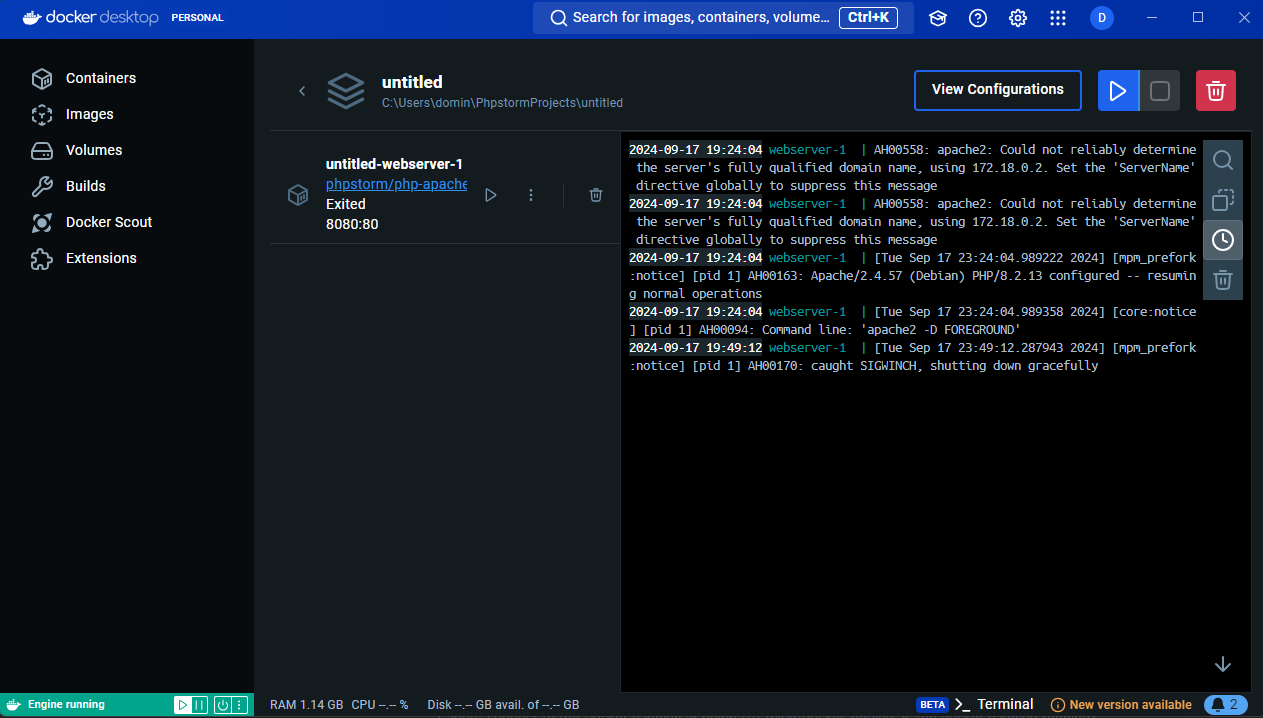 docker desktop PERSONAL
Search for images, containers, volume... Ctrl+K
D
Containers
Images
Volumes
Builds
Docker Scout
Extensions
untitled
C:\Users\domin\PhpstormProjects\untitled
View Configurations
untitled-webserver-1
phpstorm/php-apache
Exited
8080:80
2024-09-17 19:24:04 webserver-1 | AH00558: apache2: Could not reliably determine
the server's fully qualified domain name, using 172.18.0.2. Set the 'ServerName'
directive globally to suppress this message
2024-09-17 19:24:04 webserver-1 | AH00558: apache2: Could not reliably determine
the server's fully qualified domain name, using 172.18.0.2. Set the 'ServerName'
directive globally to suppress this message
2024-09-17 19:24:04 webserver-1 | [Tue Sep 17 23:24:04.989222 2024] [mpm_prefork
:notice] [pid 1] AH00163: Apache/2.4.57 (Debian) PHP/8.2.13 configured -- resumin
g normal operations
2024-09-17 19:24:04 webserver-1 | [Tue Sep 17 23:24:04.989358 2024] [core:notice
] [pid 1] AH00094: Command line: 'apache2 -D FOREGROUND'
2024-09-17 19:49:12 webserver-1 | [Tue Sep 17 23:49:12.287943 2024] [mpm_prefork
:notice] [pid 1] AH00170: caught SIGWINCH, shutting down gracefully
Engine running
RAM 1.14 GB CPU --.-- % Disk --.-- GB avail. of --.-- GB
BETA >_ Terminal
New version available
2